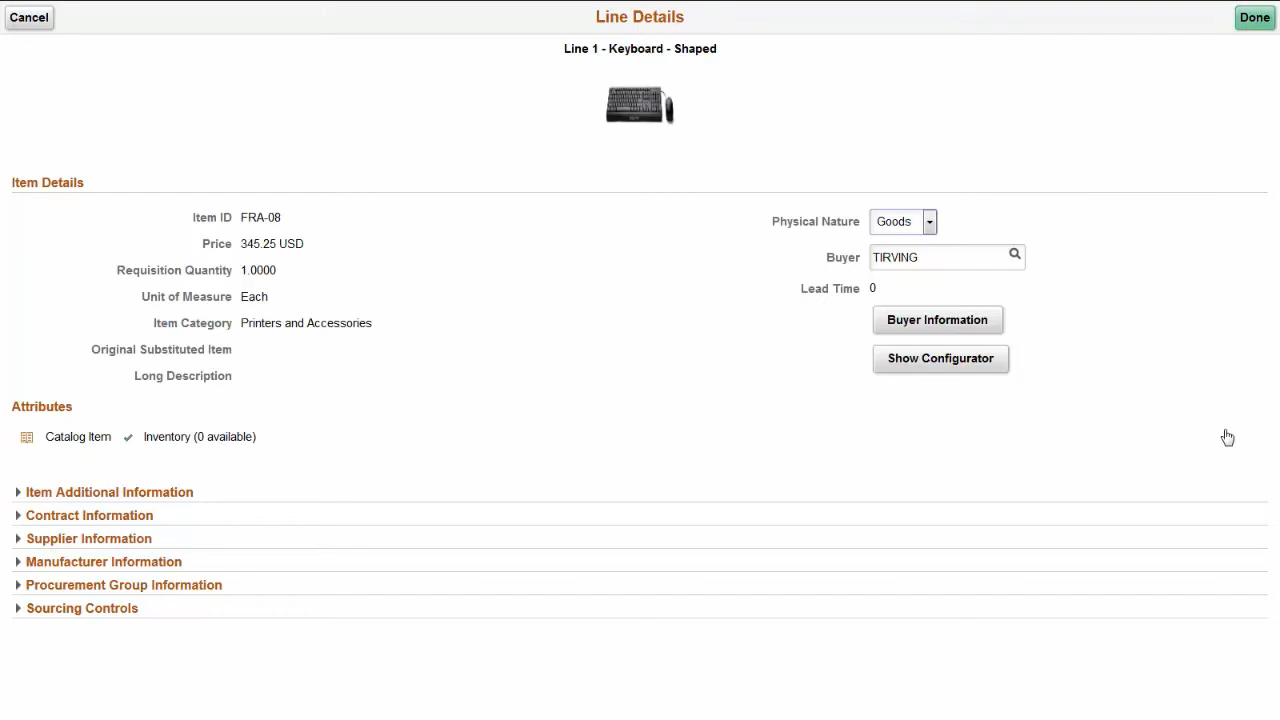 Cancel
Line Details
Done
Line 1 - Keyboard - Shaped
Item Details
Item ID FRA-08
Price 345.25 USD
Requisition Quantity 1.0000
Unit of Measure Each
Item Category Printers and Accessories
Original Substituted Item
Long Description
Physical Nature Goods
Buyer TIRVING
Lead Time 0
Buyer Information
Show Configurator
Attributes
Catalog Item Inventory (0 available)
Item Additional Information
Contract Information
Supplier Information
Manufacturer Information
Procurement Group Information
Sourcing Controls